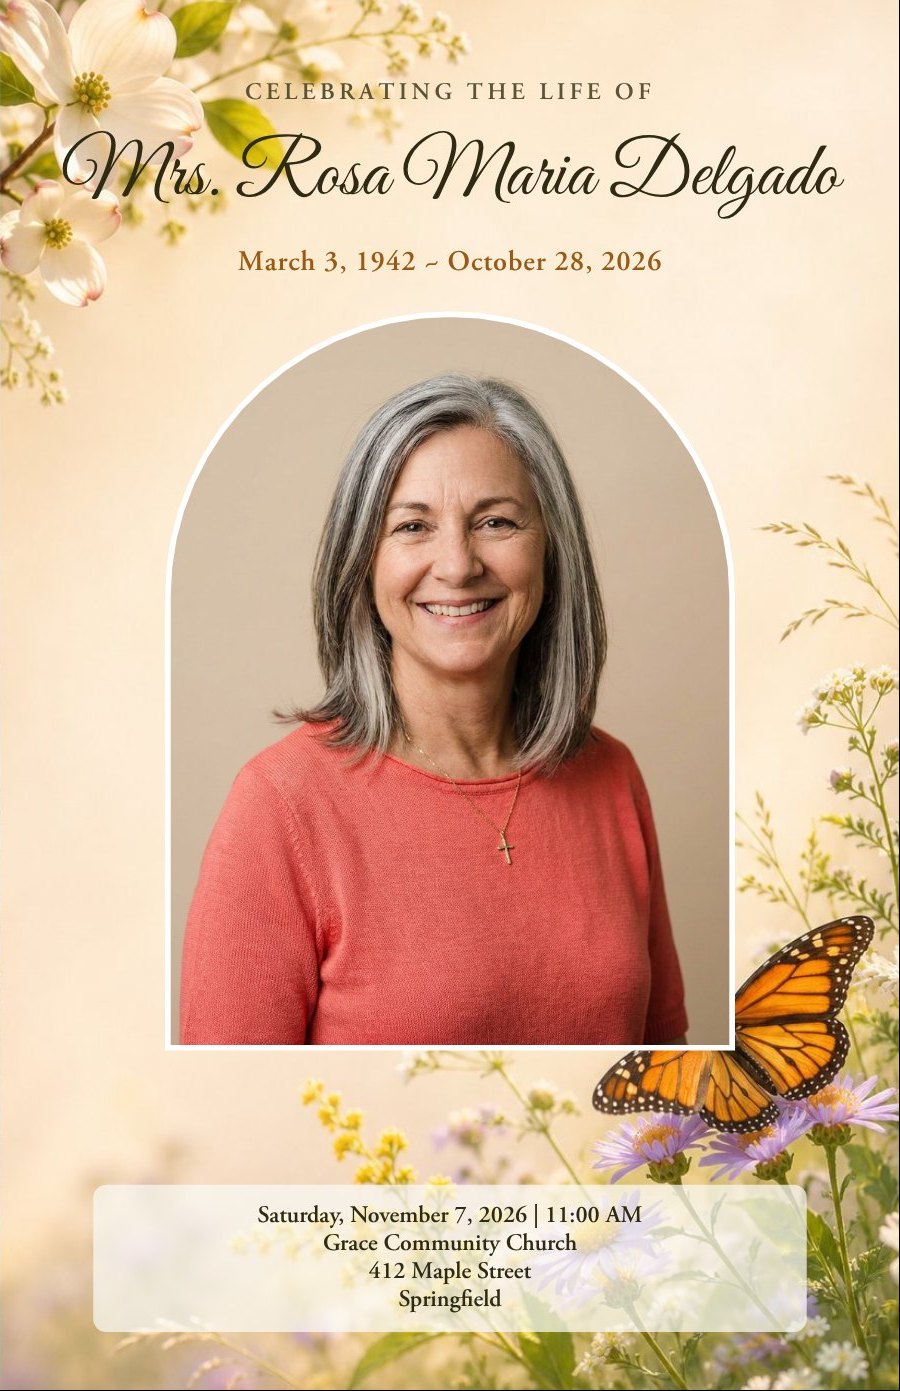 CELEBRATING THE LIFE OF
Mrs. Rosa Maria Delgado
March 3, 1942 ~ October 28, 2026
Saturday, November 7, 2026 | 11:00 AM
Grace Community Church
412 Maple Street
Springfield